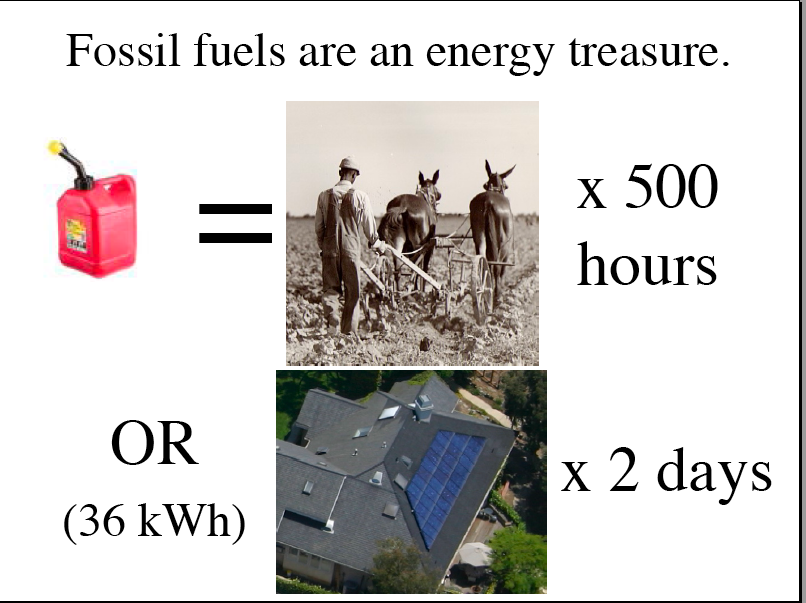 Fossil fuels are an energy treasure.
x 500
hours
OR
(36 kWh)
x 2 days